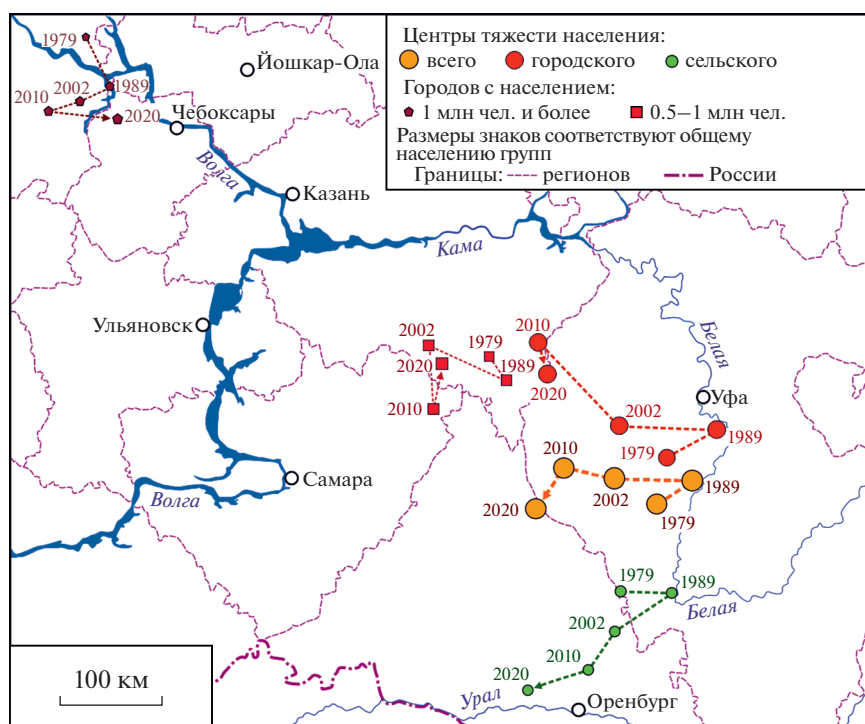 Центры тяжести населения:
всего городского сельского
Городов с населением:
1 млн чел. и более 0.5–1 млн чел.
Размеры знаков соответствуют общему
населению групп
Границы: регионов России
1979
Йошкар-Ола
2002 1989
2010
2020
Чебоксары
Волга
Казань
Кама
Ульяновск
2002
1979
2010
Белая
2020
1989
2020
Уфа
2010
2002
1979
1989
2010
Самара
2002
1989
Волга
2020
1979
1979
1989
Белая
2002
2010
2020
100 км
Урал
Оренбург